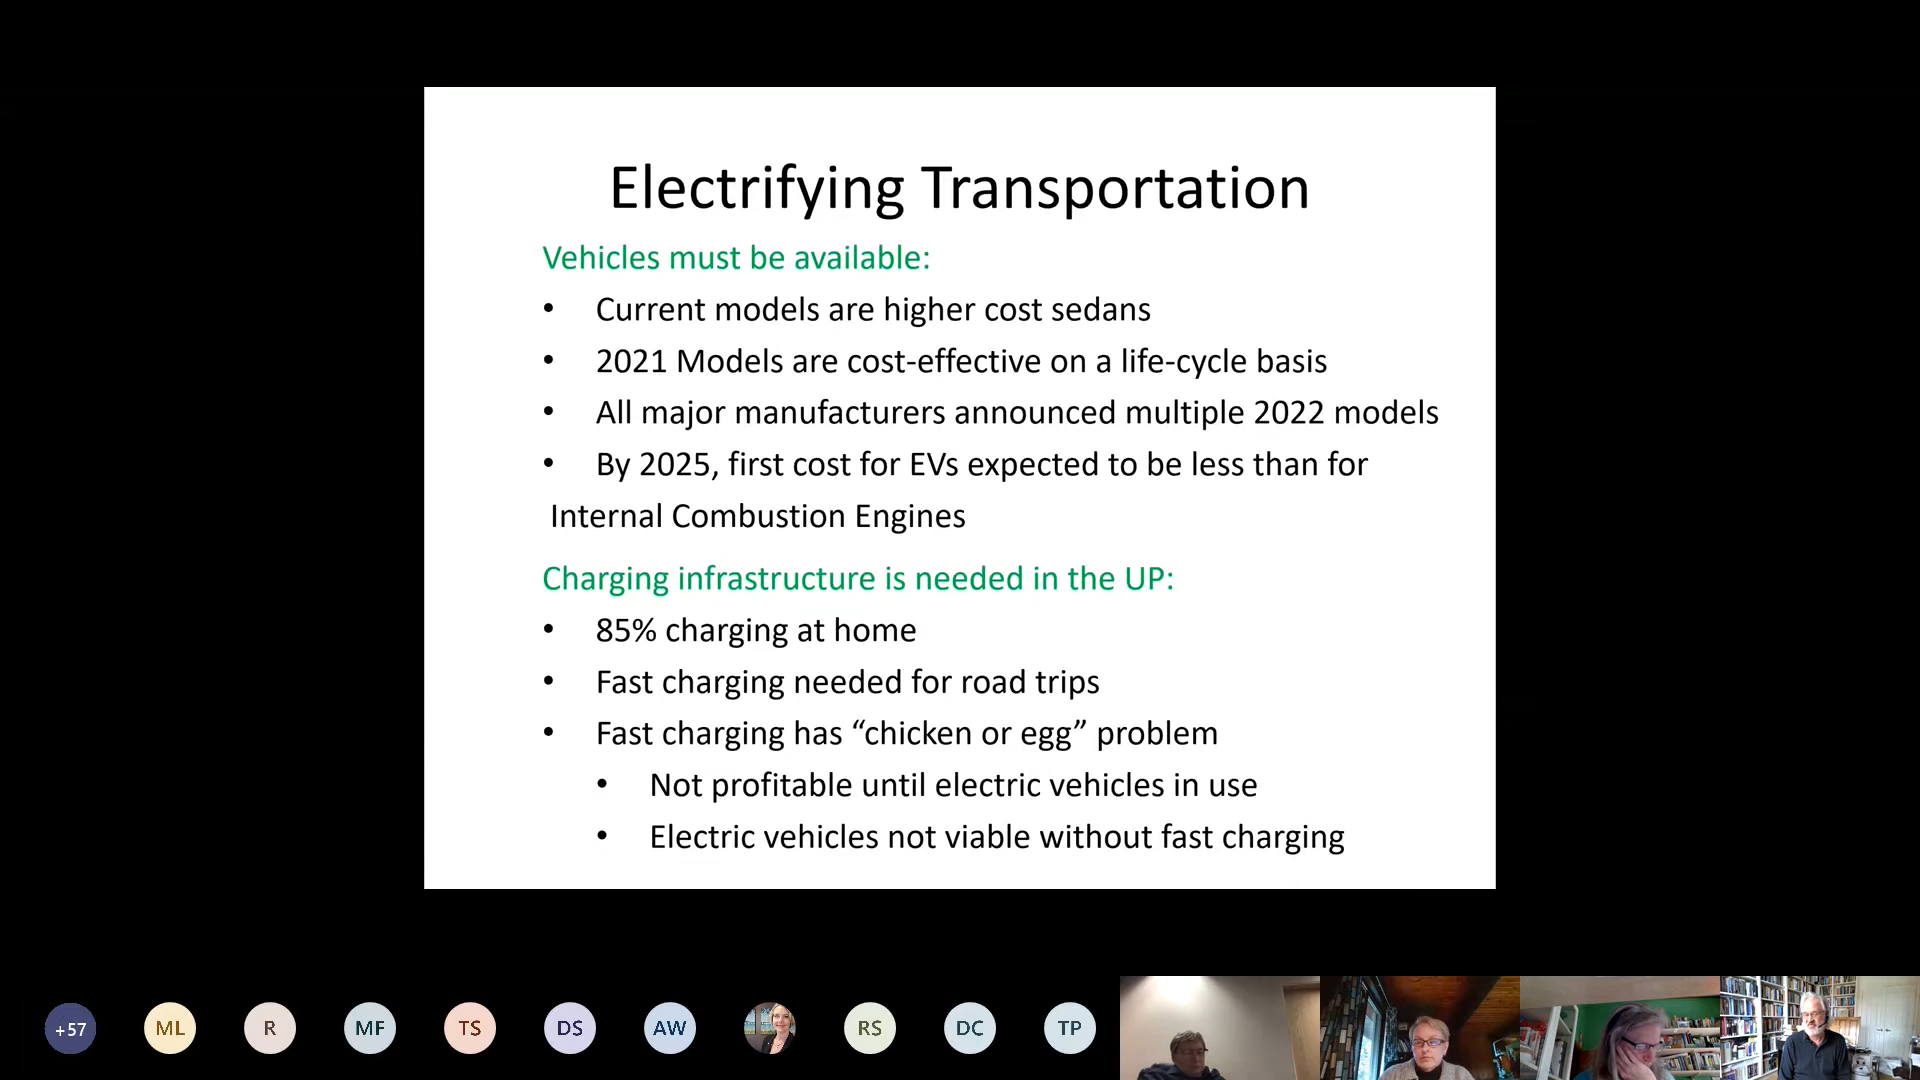 Electrifying Transportation
Vehicles must be available:
• Current models are higher cost sedans
• 2021 Models are cost-effective on a life-cycle basis
• All major manufacturers announced multiple 2022 models
• By 2025, first cost for EVs expected to be less than for
Internal Combustion Engines
Charging infrastructure is needed in the UP:
• 85% charging at home
• Fast charging needed for road trips
• Fast charging has “chicken or egg” problem
• Not profitable until electric vehicles in use
• Electric vehicles not viable without fast charging
+57 ML R MF TS DS AW RS DC TP